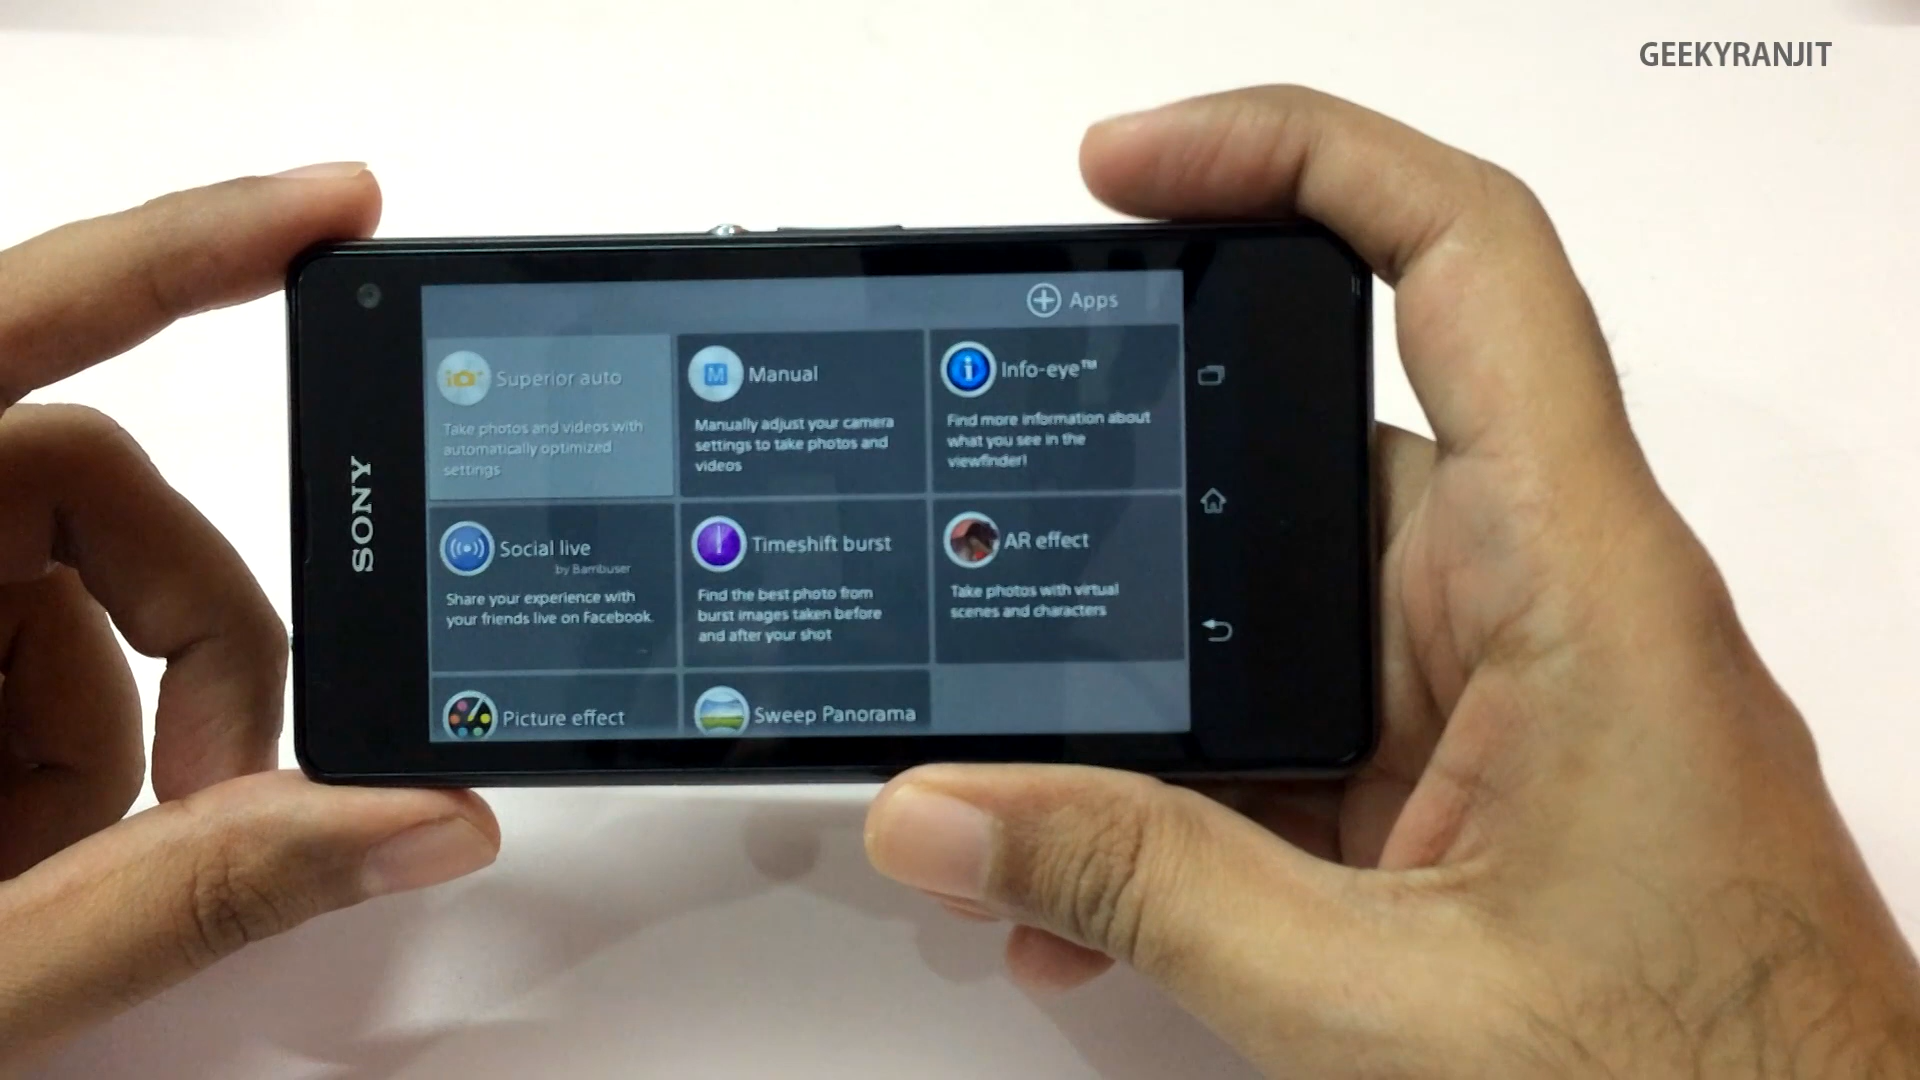 GEEKYRANJIT
SONY
Apps
Superior auto
Take photos and videos with
automatically optimized
settings
M
Manual
Manually adjust your camera
settings to take photos and
videos
i
Info-eye™
Find more information about
what you see in the
viewfinder!
Social live
by Bambuser
Share your experience with
your friends live on Facebook.
Timeshift burst
Find the best photo from
burst images taken before
and after your shot
AR effect
Take photos with virtual
scenes and characters
Picture effect
Sweep Panorama